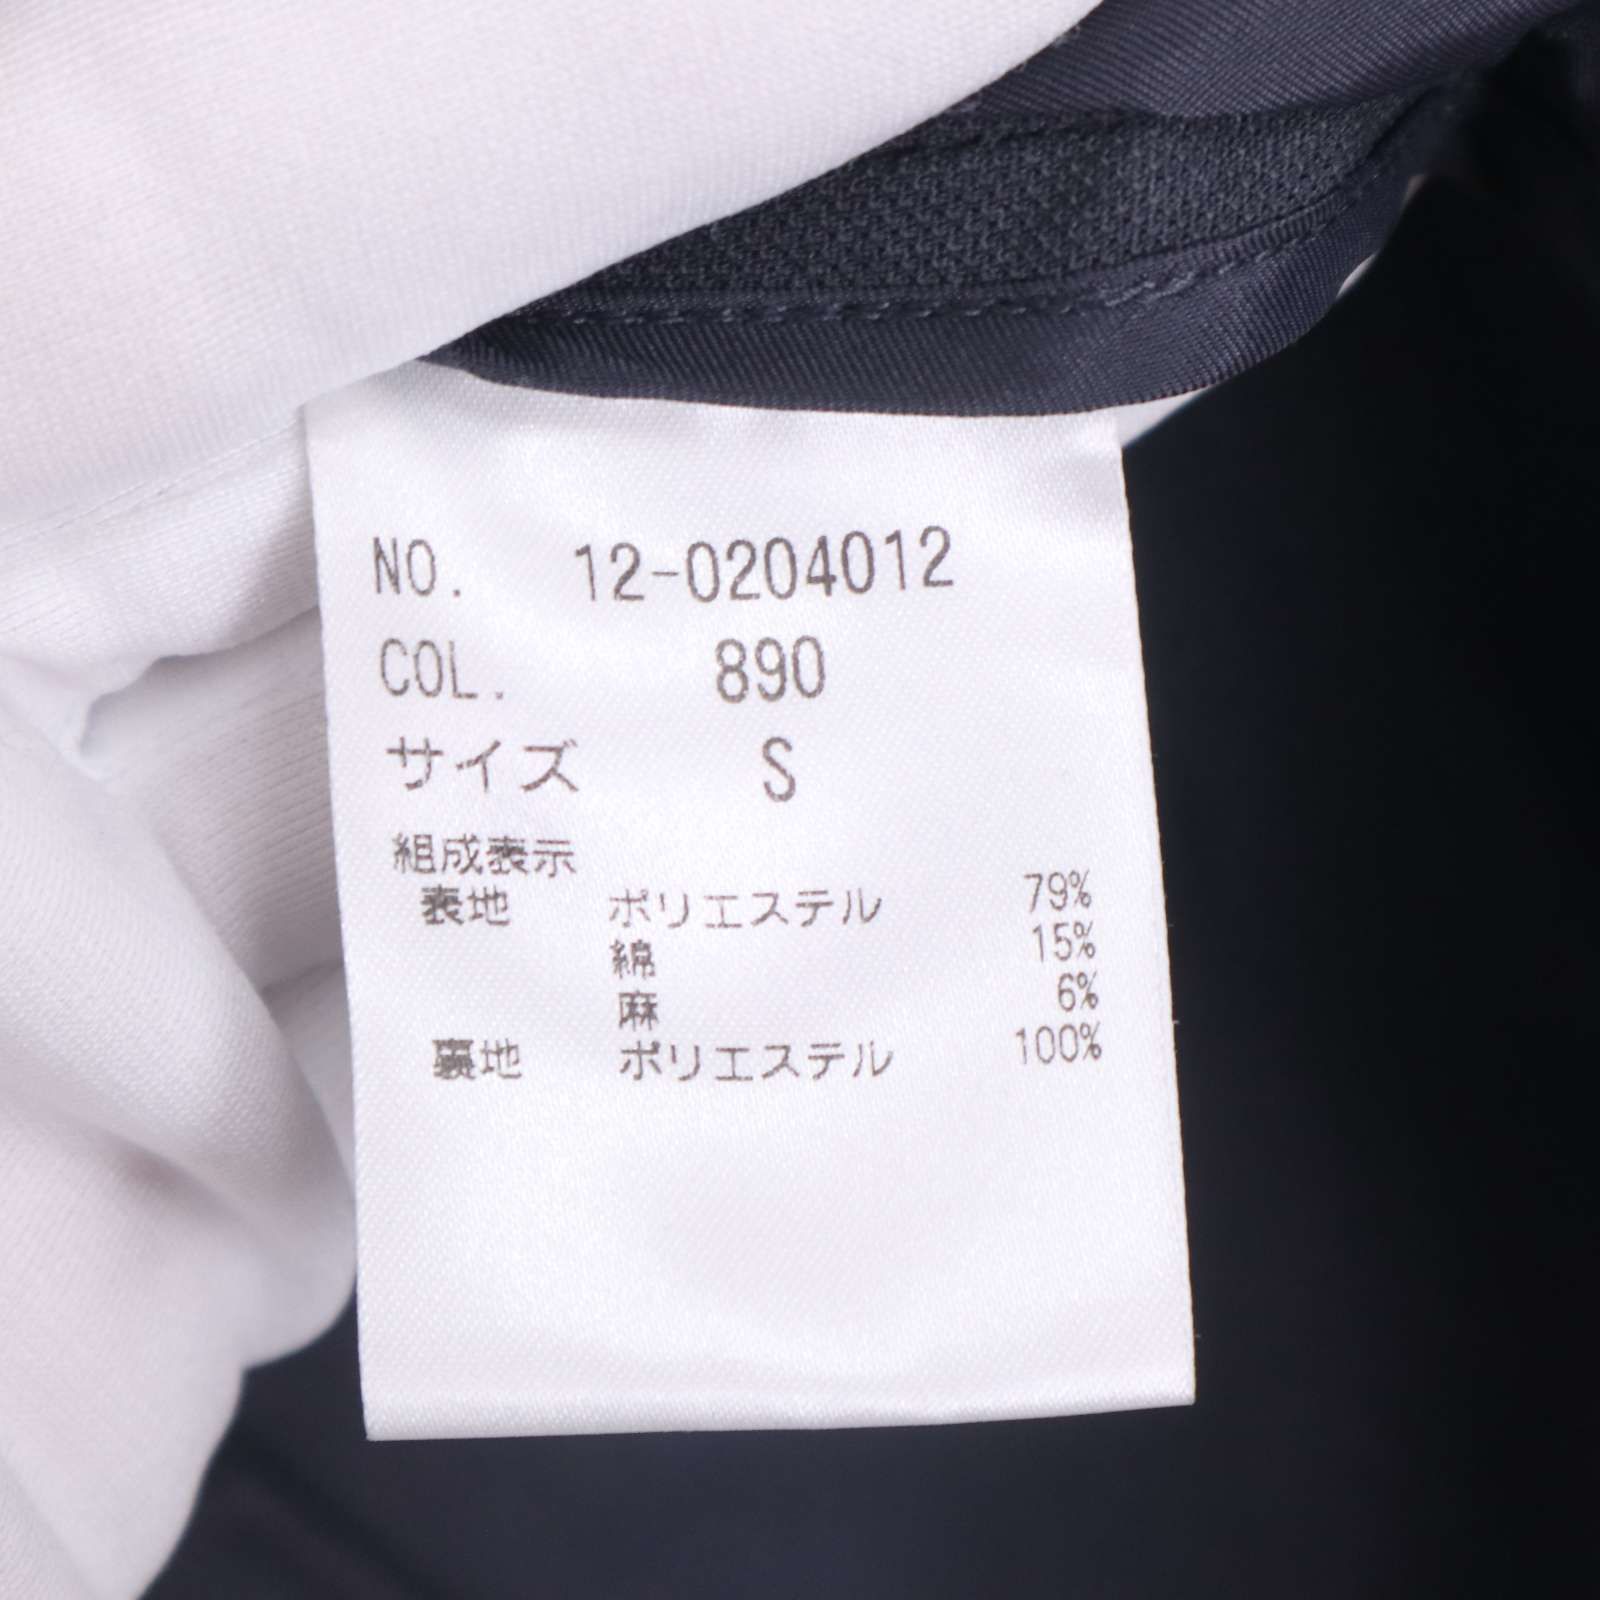 NO. 12-0204012
COL. 890
サイズ S
組成表示
表地 ポリエステル 79%
綿 15%
麻 6%
裏地 ポリエステル 100%